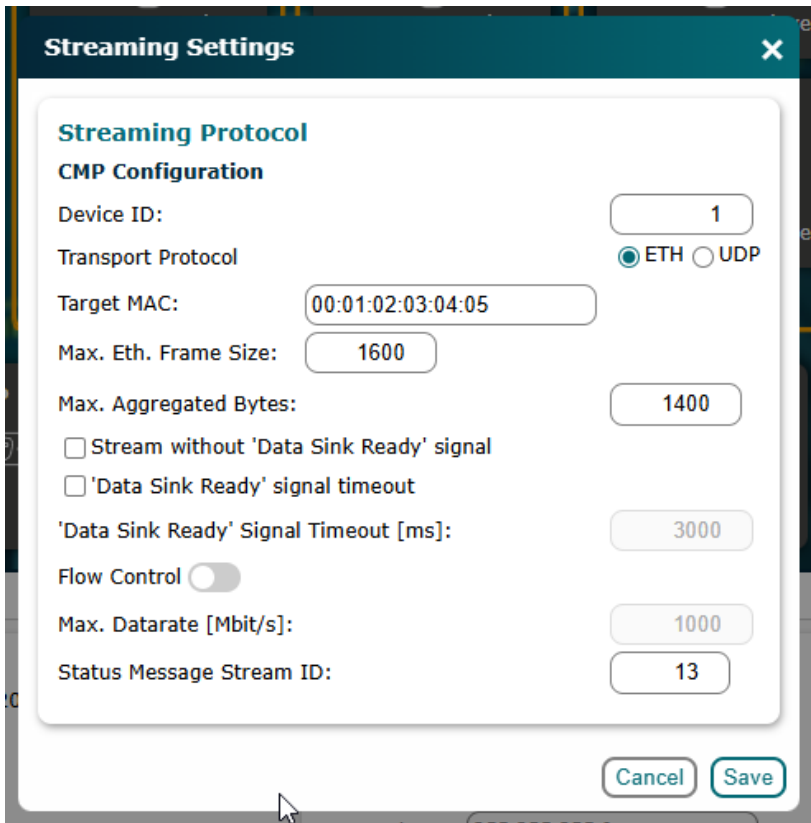 Streaming Settings
Streaming Protocol
CMP Configuration
Device ID: 1
Transport Protocol ETH UDP
Target MAC: 00:01:02:03:04:05
Max. Eth. Frame Size: 1600
Max. Aggregated Bytes: 1400
Stream without 'Data Sink Ready' signal
'Data Sink Ready' signal timeout
'Data Sink Ready' Signal Timeout [ms]: 3000
Flow Control
Max. Datarate [Mbit/s]: 1000
Status Message Stream ID: 13
Cancel Save